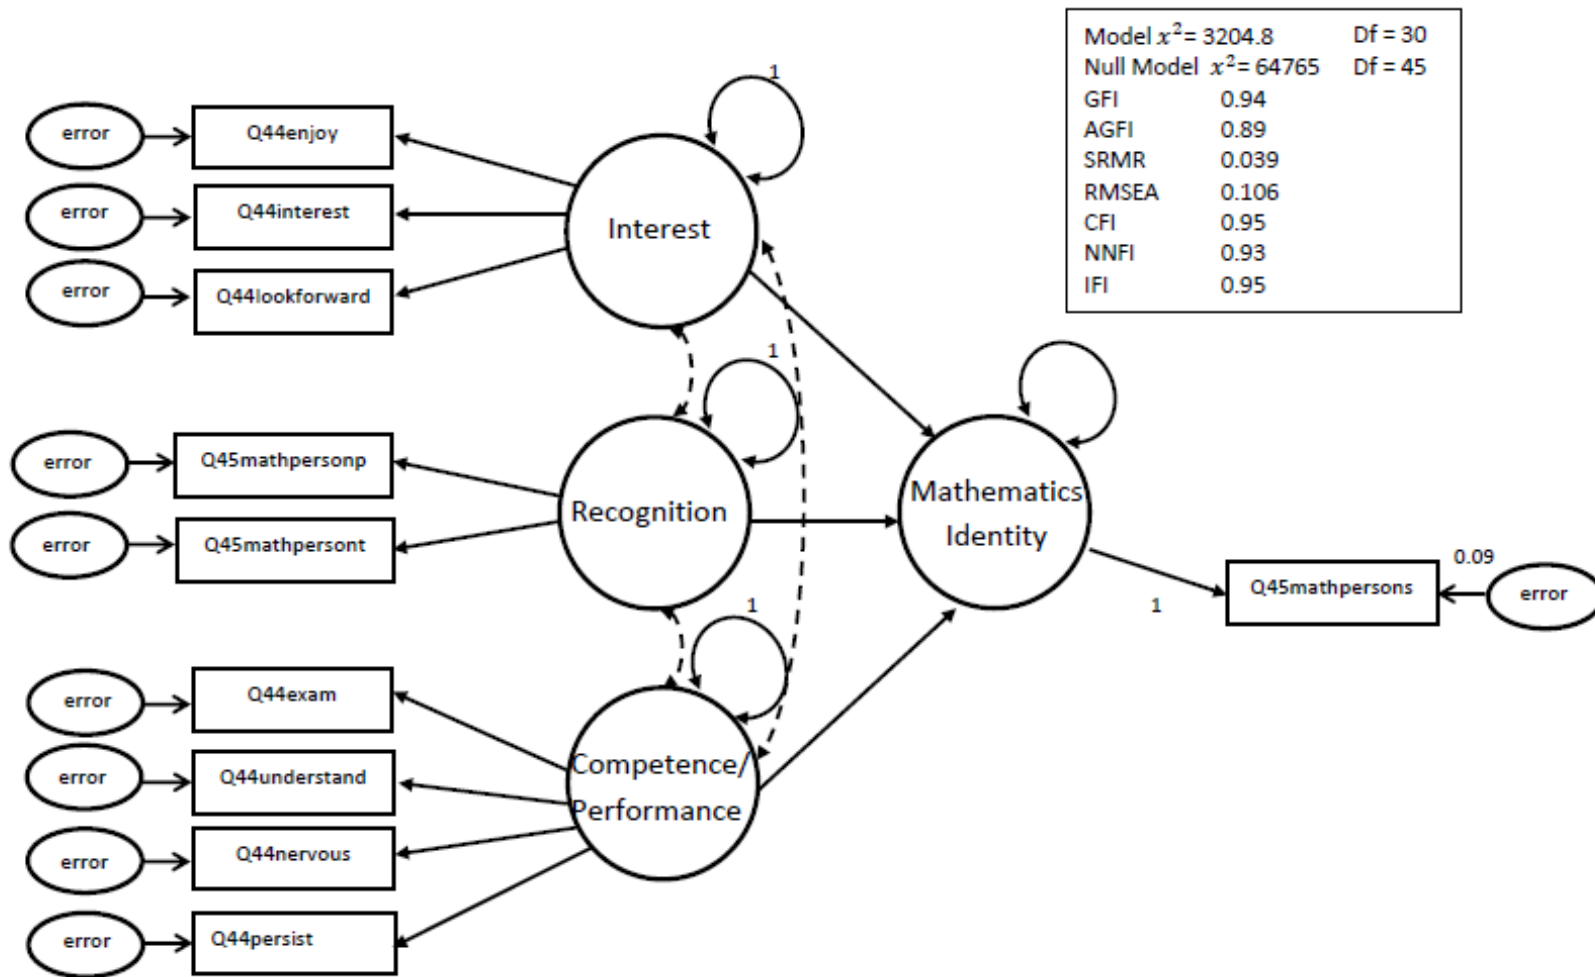 Model x²= 3204.8 Df = 30
Null Model x²= 64765 Df = 45
GFI 0.94
AGFI 0.89
SRMR 0.039
RMSEA 0.106
CFI 0.95
NNFI 0.93
IFI 0.95
1
error
Q44enjoy
error
Q44interest
Interest
error
Q44lookforward
1
error
Q45mathpersonp
Recognition
error
Q45mathpersont
Mathematics
Identity
1
0.09
Q45mathpersons
error
1
error
Q44exam
error
Q44understand
Competence/
Performance
error
Q44nervous
error
Q44persist